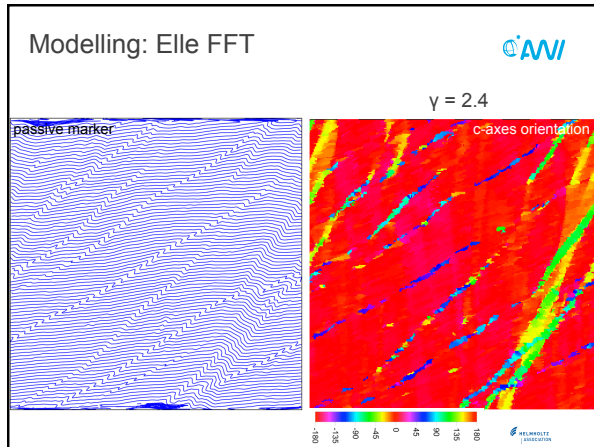 Modelling: Elle FFT
AWI
γ = 2.4
passive marker
c-axes orientation
-180
-135
-90
-45
0
45
90
135
180
HELMHOLTZ
ASSOCIATION